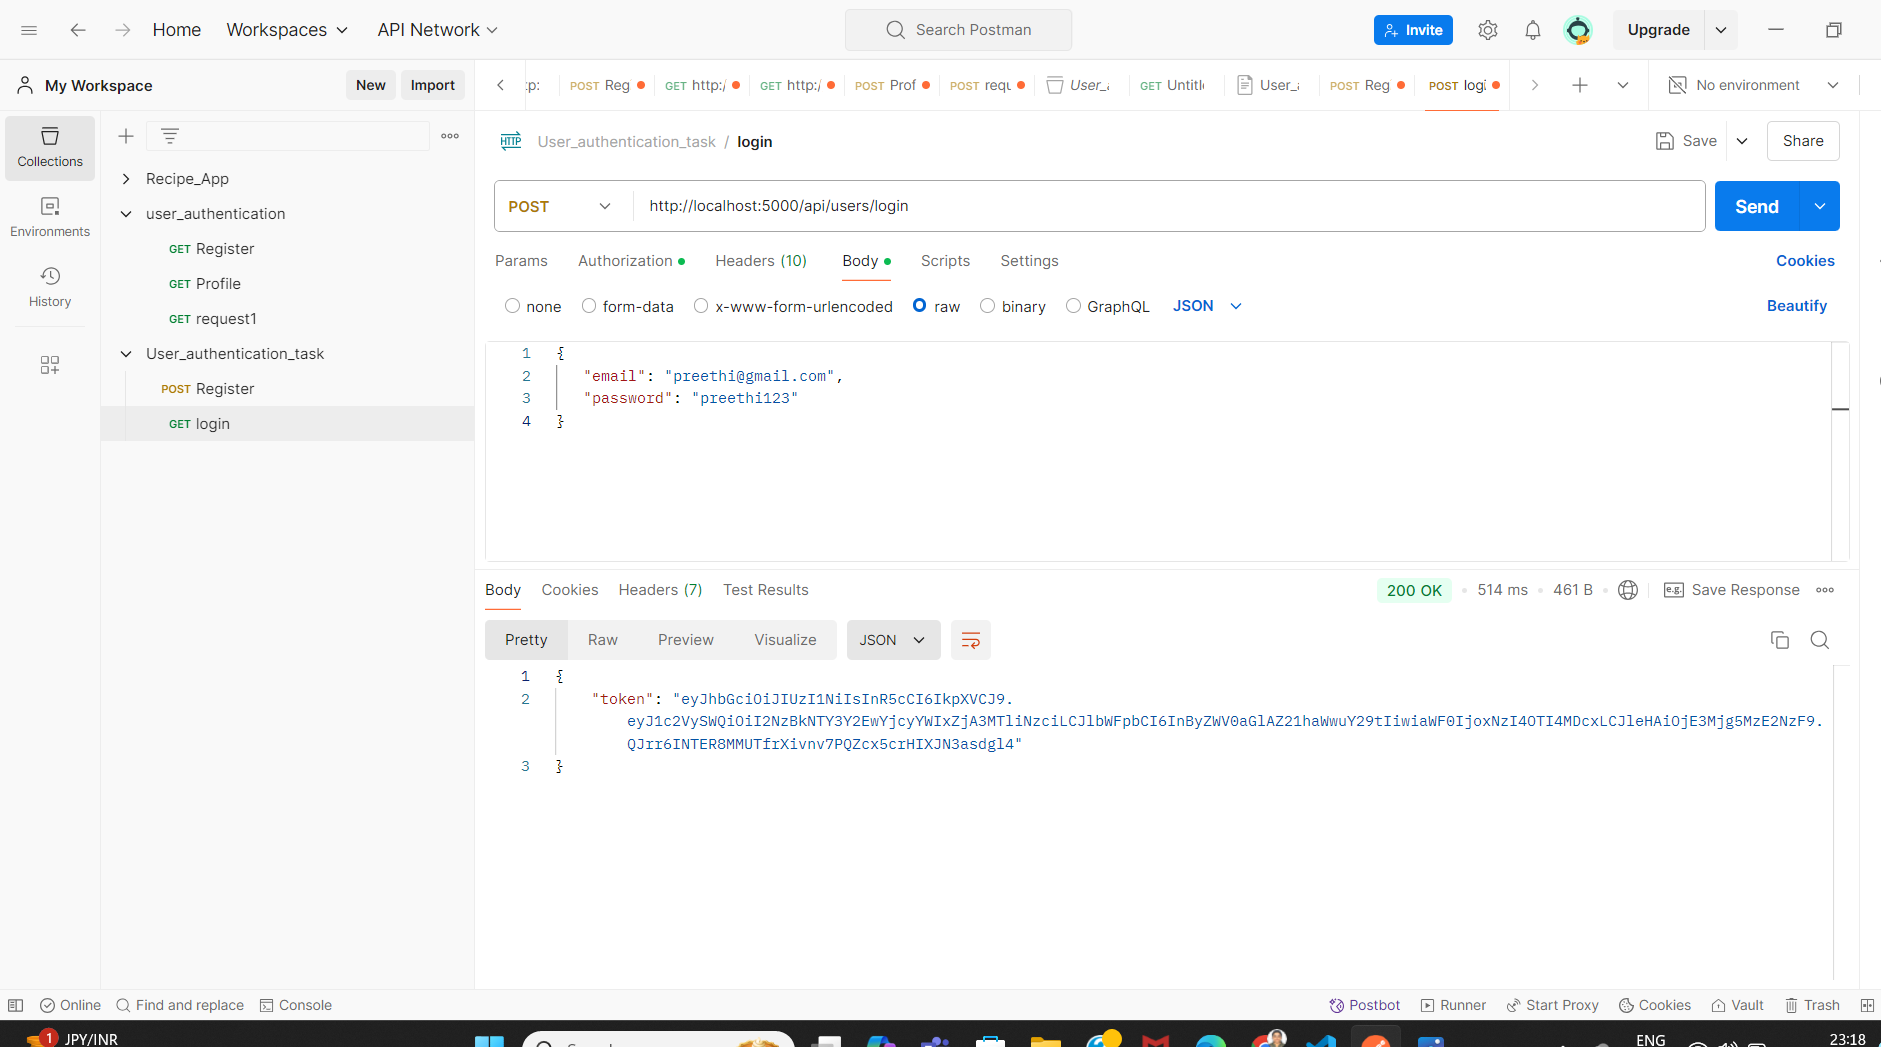 Home
Workspaces
API Network
Search Postman
Invite
Upgrade
My Workspace
New
Import
POST Reg
GET http:/
GET http:/
POST Prof
POST requ
User_a
GET Untitl
User_a
POST Reg
POST logi
No environment
Collections
Environments
History
Recipe_App
user_authentication
GET Register
GET Profile
GET request1
User_authentication_task
POST Register
GET login
HTTP User_authentication_task / login
Save
Share
POST
http://localhost:5000/api/users/login
Send
Params
Authorization
Headers (10)
Body
Scripts
Settings
Cookies
none
form-data
x-www-form-urlencoded
raw
binary
GraphQL
JSON
Beautify
1 {
2 "email": "preethi@gmail.com",
3 "password": "preethi123"
4 }
Body
Cookies
Headers (7)
Test Results
200 OK
514 ms
461 B
e.g. Save Response
Pretty
Raw
Preview
Visualize
JSON
1 {
2 "token": "eyJhbGciOiJIUzI1NiIsInR5cCI6IkpXVCJ9.
eyJ1c2VySWQiOiI2NzBkNTY3Y2EwYjcyYWIxZjA3MTliNzciLCJlbWFpbCI6InByZWV0aGlAZ21haWwuY29tIiwiaWF0IjoxNzI4OTI4MDcxLCJleHAiOjE3Mjg5MzE2NzF9.
QJrr6INTER8MMUTfrXivnv7PQZcx5crHIXJN3asdgl4"
3 }
Online
Find and replace
Console
Postbot
Runner
Start Proxy
Cookies
Vault
Trash
1
JPY/INR
ENG
23:18